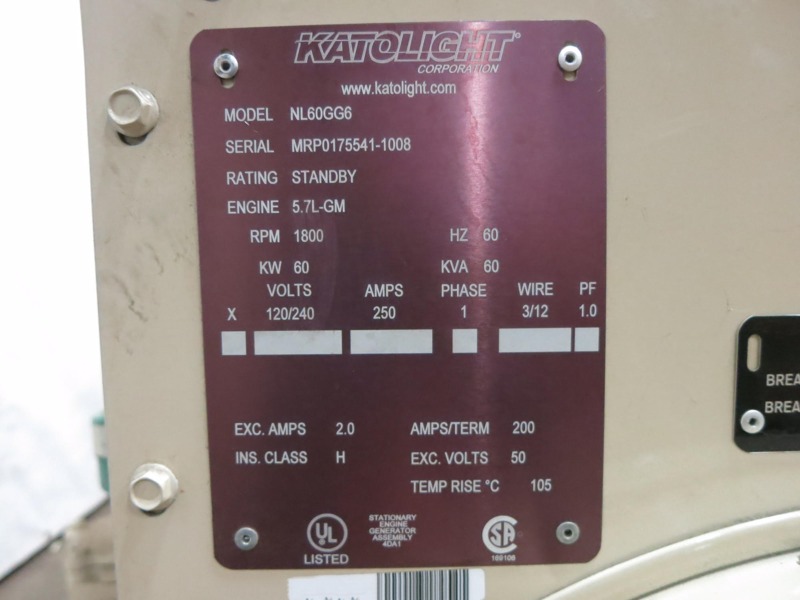 KATOLIGHT®
CORPORATION
www.katolight.com
MODEL NL60GG6
SERIAL MRP0175541-1008
RATING STANDBY
ENGINE 5.7L-GM
RPM 1800 HZ 60
KW 60 KVA 60
VOLTS AMPS PHASE WIRE PF
X 120/240 250 1 3/12 1.0
EXC. AMPS 2.0 AMPS/TERM 200
INS. CLASS H EXC. VOLTS 50
TEMP RISE °C 105
UL ®
LISTED
STATIONARY
ENGINE
GENERATOR
ASSEMBLY
4DA1
SA ®
169106
BREA
BREA